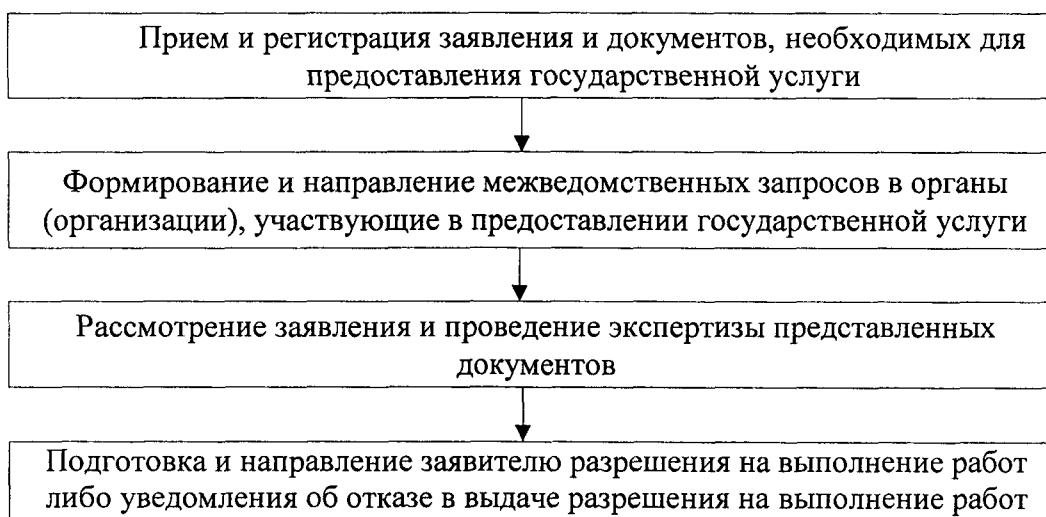 Прием и регистрация заявления и документов, необходимых для
предоставления государственной услуги
Формирование и направление межведомственных запросов в органы
(организации), участвующие в предоставлении государственной услуги
Рассмотрение заявления и проведение экспертизы представленных
документов
Подготовка и направление заявителю разрешения на выполнение работ
либо уведомления об отказе в выдаче разрешения на выполнение работ